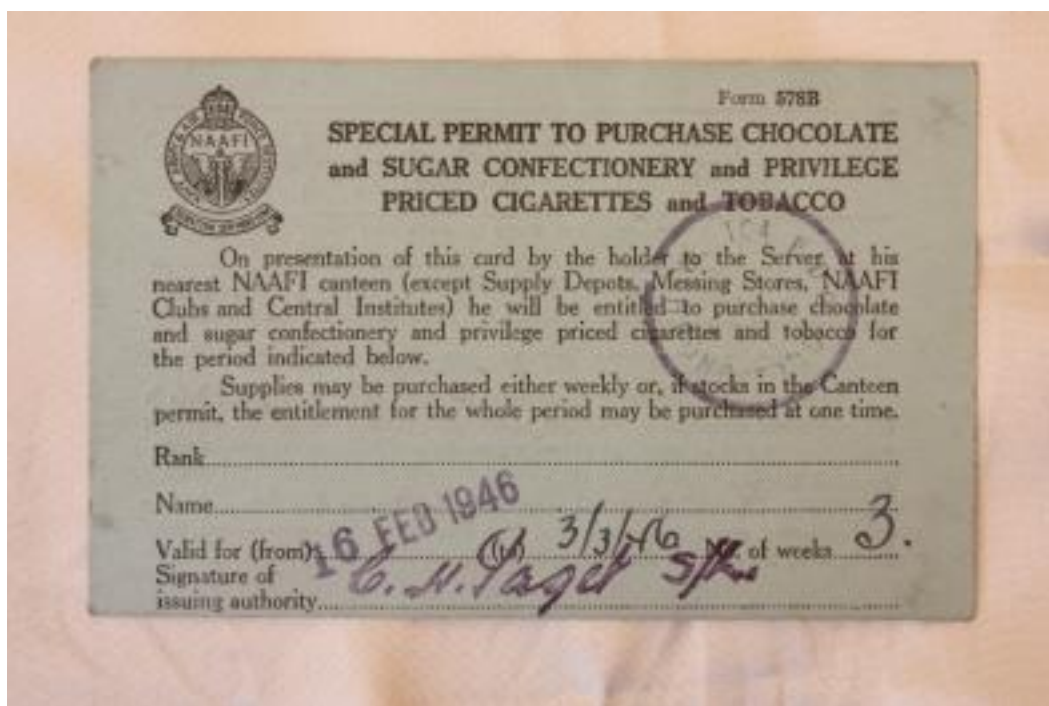 Form 578B
NAAFI
SPECIAL PERMIT TO PURCHASE CHOCOLATE
and SUGAR CONFECTIONERY and PRIVILEGE
PRICED CIGARETTES and TOBACCO
On presentation of this card by the holder to the Server at his
nearest NAAFI canteen (except Supply Depots, Messing Stores, NAAFI
Clubs and Central Institutes) he will be entitled to purchase chocolate
and sugar confectionery and privilege priced cigarettes and tobacco for
the period indicated below.
Supplies may be purchased either weekly or, if stocks in the Canteen
permit, the entitlement for the whole period may be purchased at one time.
Rank
Name
Valid for (from) 16 FEB 1946 (to) 3/3/46 No. of weeks 3.
Signature of
issuing authority